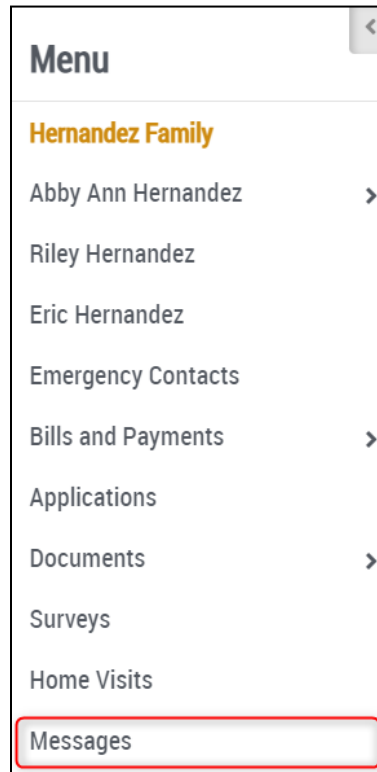 Menu
Hernandez Family
Abby Ann Hernandez
Riley Hernandez
Eric Hernandez
Emergency Contacts
Bills and Payments
Applications
Documents
Surveys
Home Visits
Messages